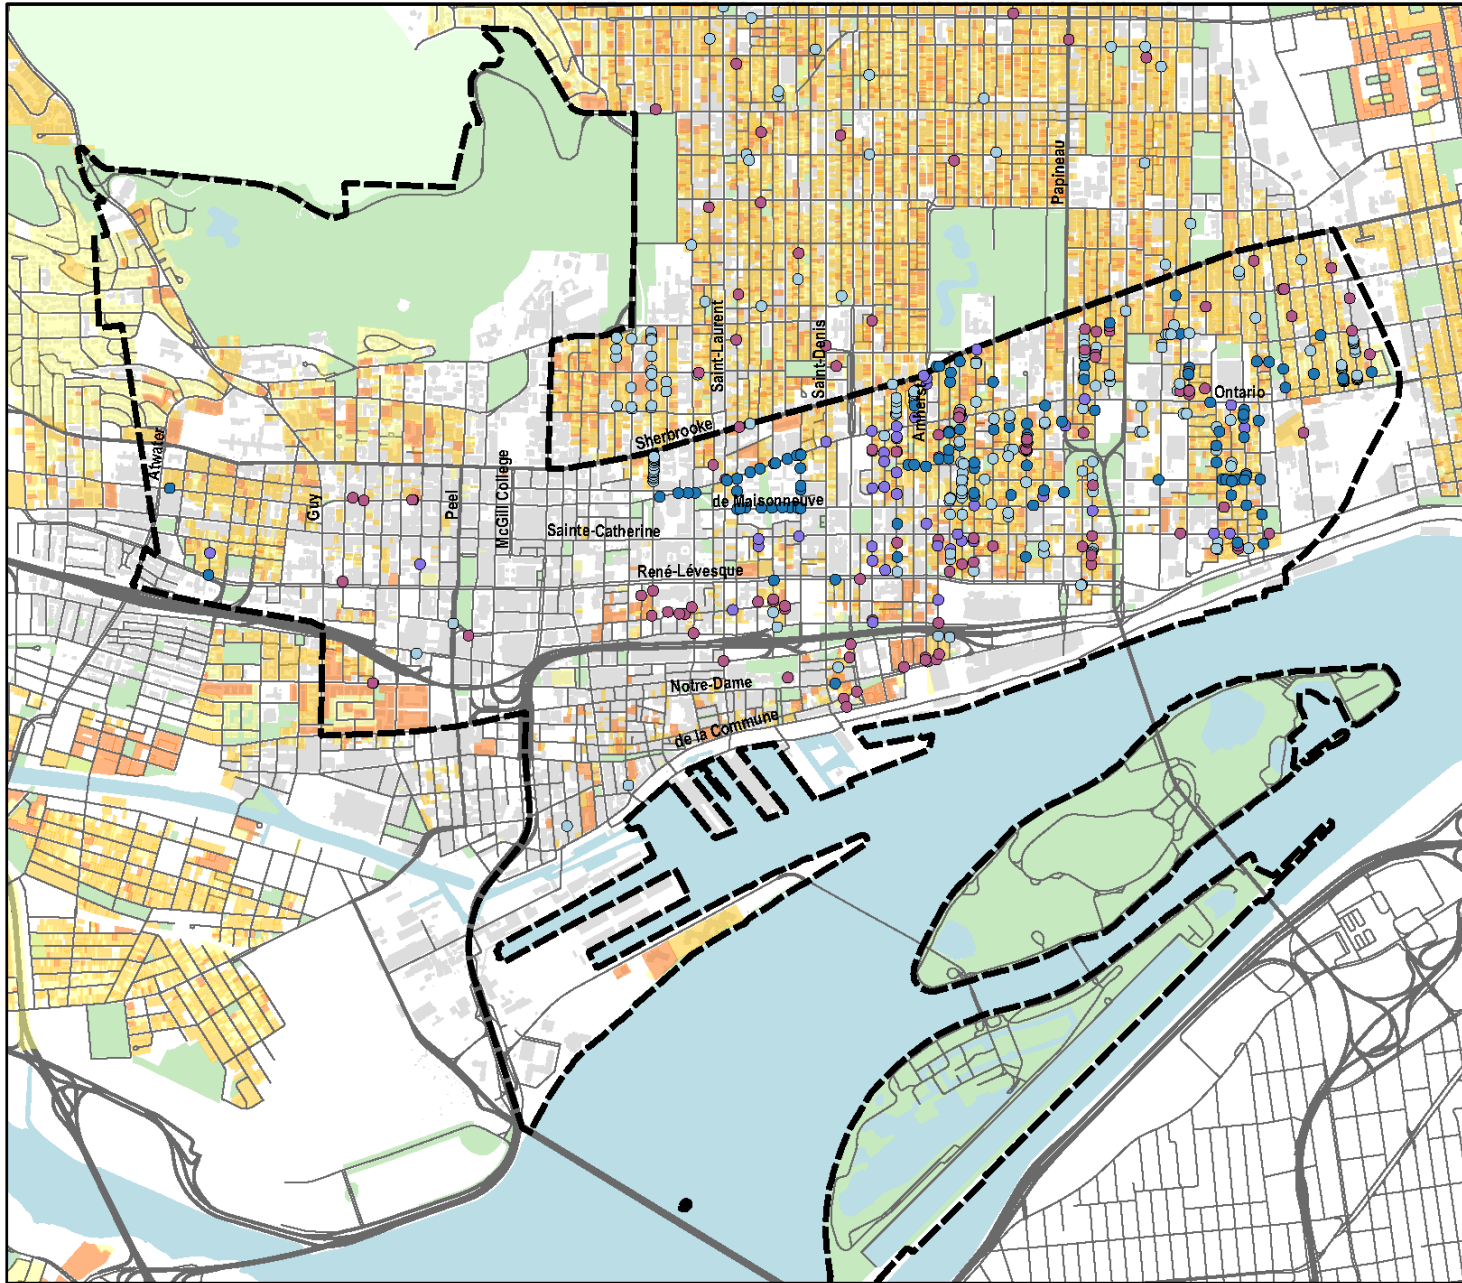 Papineau
Saint-Laurent
Saint-Denis
Amherst
Ontario
Sherbrooke
Atwater
Guy
Peel
McGill College
de Maisonneuve
Sainte-Catherine
René-Lévesque
Notre-Dame
de la Commune